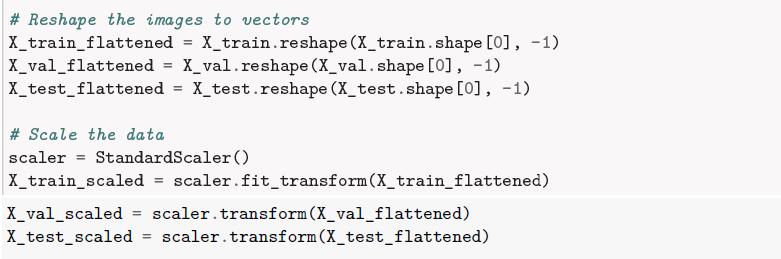 # Reshape the images to vectors
X_train_flattened = X_train.reshape(X_train.shape[0], -1)
X_val_flattened = X_val.reshape(X_val.shape[0], -1)
X_test_flattened = X_test.reshape(X_test.shape[0], -1)
# Scale the data
scaler = StandardScaler()
X_train_scaled = scaler.fit_transform(X_train_flattened)
X_val_scaled = scaler.transform(X_val_flattened)
X_test_scaled = scaler.transform(X_test_flattened)